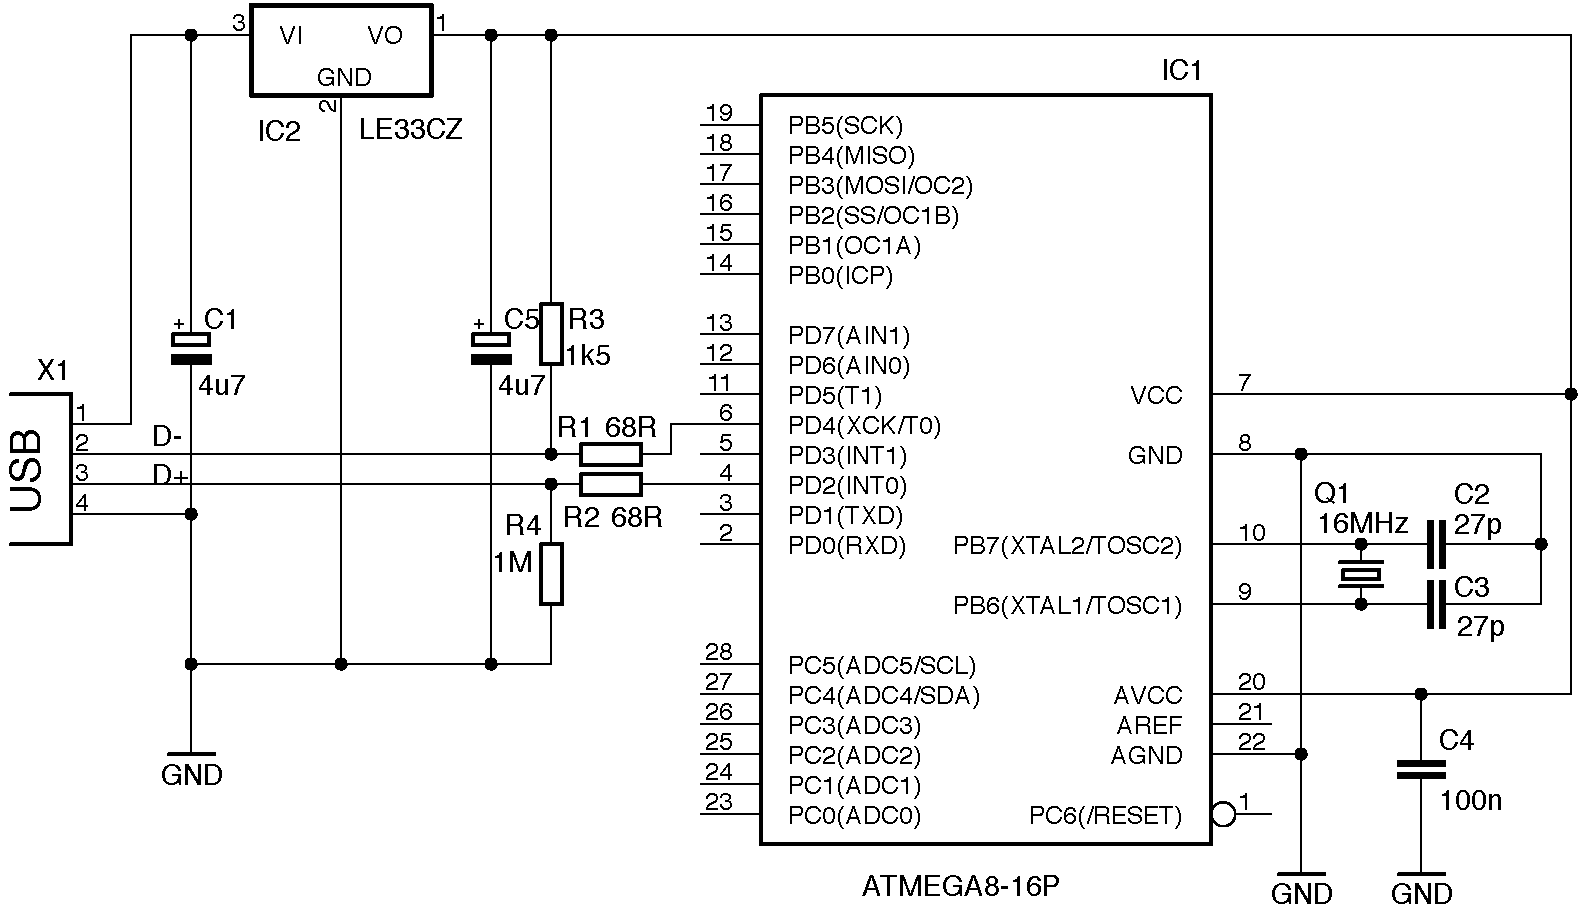 3 VI VO 1
GND
2
IC2 LE33CZ
IC1
19 PB5(SCK)
18 PB4(MISO)
17 PB3(MOSI/OC2)
16 PB2(SS/OC1B)
15 PB1(OC1A)
14 PB0(ICP)
13 PD7(AIN1)
12 PD6(AIN0)
11 PD5(T1)
6 PD4(XCK/T0)
5 PD3(INT1)
4 PD2(INT0)
3 PD1(TXD)
2 PD0(RXD)
28 PC5(ADC5/SCL)
27 PC4(ADC4/SDA)
26 PC3(ADC3)
25 PC2(ADC2)
24 PC1(ADC1)
23 PC0(ADC0)
VCC 7
GND 8
PB7(XTAL2/TOSC2) 10
PB6(XTAL1/TOSC1) 9
AVCC 20
AREF 21
AGND 22
PC6(/RESET) 1
ATMEGA8-16P
+ C1
4u7
+ C5
4u7
R3
1k5
X1
USB
1
2 D-
3 D+
4
R1 68R
R2 68R
R4
1M
GND
Q1
16MHz
C2
27p
C3
27p
C4
100n
GND
GND